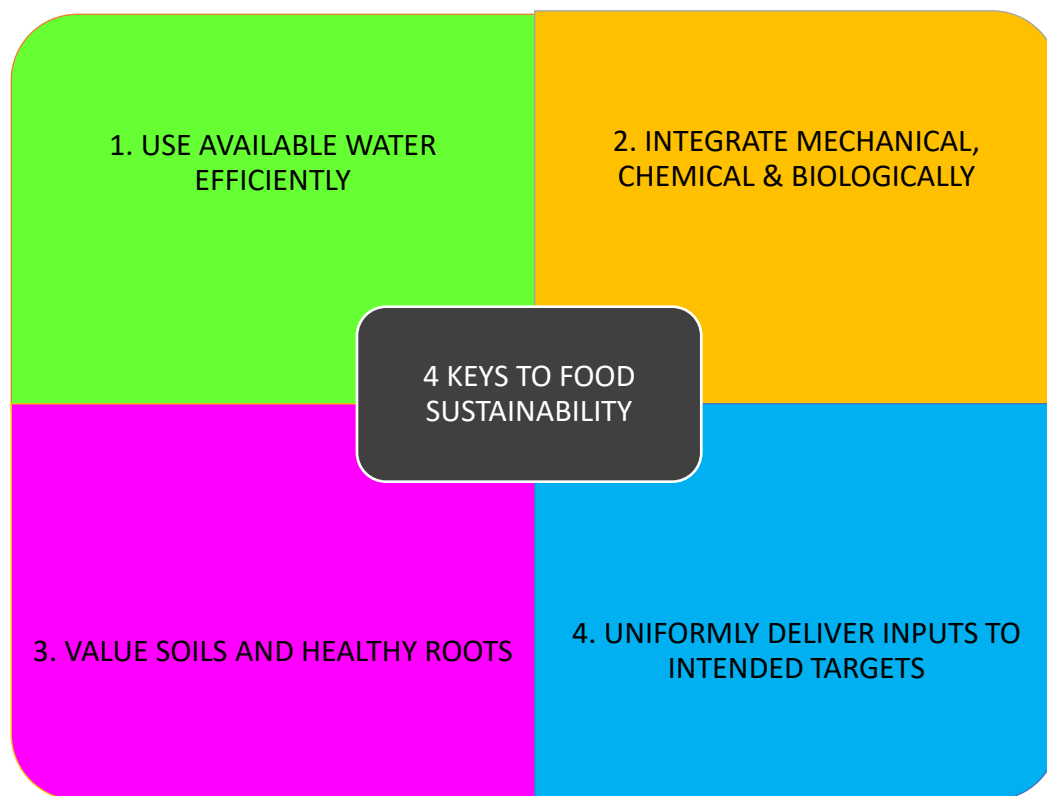 1. USE AVAILABLE WATER
EFFICIENTLY
2. INTEGRATE MECHANICAL,
CHEMICAL & BIOLOGICALLY
4 KEYS TO FOOD
SUSTAINABILITY
3. VALUE SOILS AND HEALTHY ROOTS
4. UNIFORMLY DELIVER INPUTS TO
INTENDED TARGETS